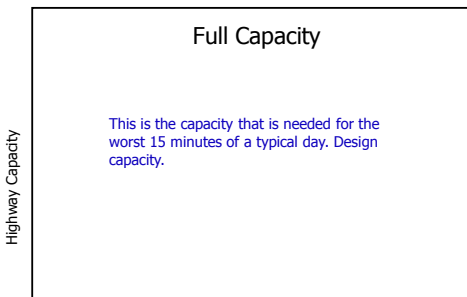 Full Capacity
This is the capacity that is needed for the
worst 15 minutes of a typical day. Design
capacity.
Highway Capacity